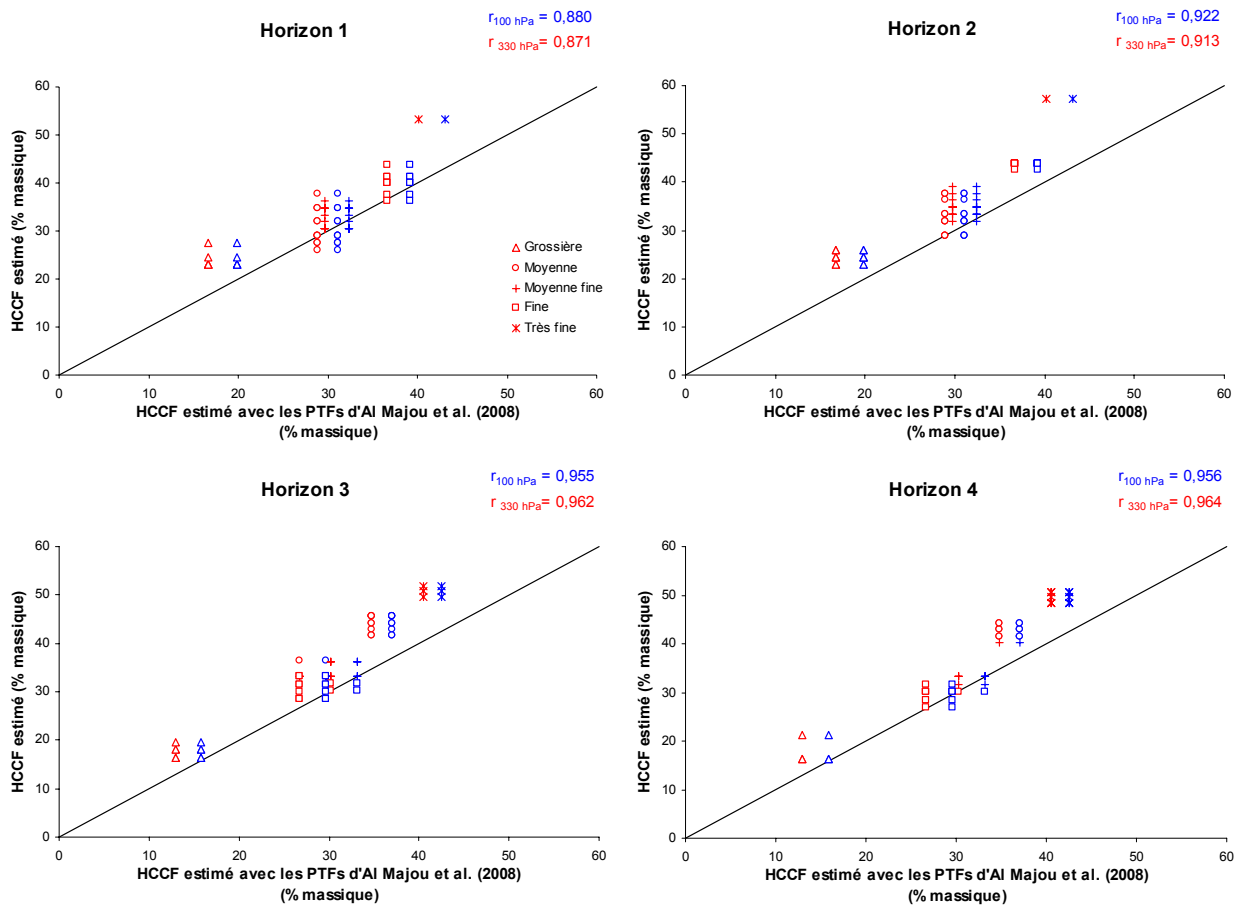 Horizon 1
r100 hPa = 0,880
r 330 hPa= 0,871
HCCF estimé (% massique)
60
50
40
30
20
10
0
0 10 20 30 40 50 60
Grossière
Moyenne
Moyenne fine
Fine
Très fine
HCCF estimé avec les PTFs d'Al Majou et al. (2008)
(% massique)
Horizon 2
r100 hPa = 0,922
r 330 hPa= 0,913
HCCF estimé (% massique)
60
50
40
30
20
10
0
0 10 20 30 40 50 60
HCCF estimé avec les PTFs d'Al Majou et al. (2008)
(% massique)
Horizon 3
r100 hPa = 0,955
r 330 hPa= 0,962
HCCF estimé (% massique)
60
50
40
30
20
10
0
0 10 20 30 40 50 60
HCCF estimé avec les PTFs d'Al Majou et al. (2008)
(% massique)
Horizon 4
r100 hPa = 0,956
r 330 hPa= 0,964
HCCF estimé (% massique)
60
50
40
30
20
10
0
0 10 20 30 40 50 60
HCCF estimé avec les PTFs d'Al Majou et al. (2008)
(% massique)